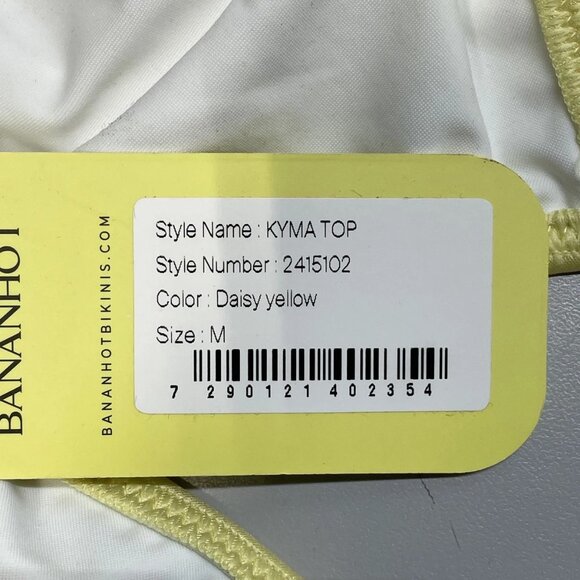 BANANHOT
BANANHOTBIKINIS.COM
Style Name : KYMA TOP
Style Number : 2415102
Color : Daisy yellow
Size : M
7 290121 402354